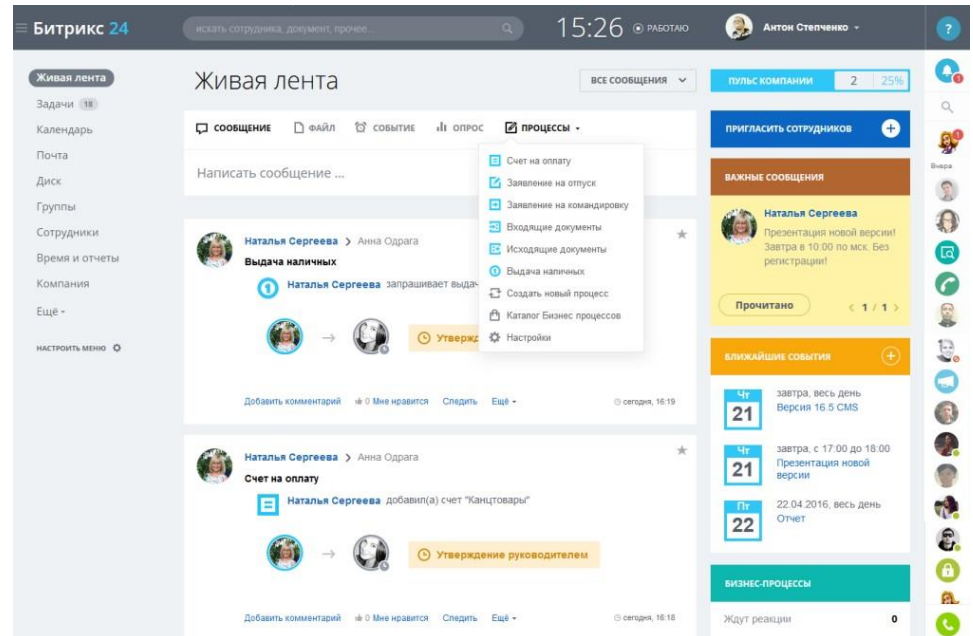 Битрикс 24
искать сотрудника, документ, прочее...
15:26 РАБОТАЮ
Антон Степченко
?
Живая лента
Задачи 18
Календарь
Почта
Диск
Группы
Сотрудники
Время и отчеты
Компания
Ещё
НАСТРОИТЬ МЕНЮ
Живая лента
ВСЕ СООБЩЕНИЯ
СООБЩЕНИЕ ФАЙЛ СОБЫТИЕ ОПРОС ПРОЦЕССЫ
Написать сообщение ...
Счет на оплату
Заявление на отпуск
Заявление на командировку
Входящие документы
Исходящие документы
Выдача наличных
Создать новый процесс
Каталог Бизнес процессов
Настройки
Наталья Сергеева > Анна Одрага
Выдача наличных
1 Наталья Сергеева запрашивает выдач
Утвержд
Добавить комментарий 0 Мне нравится Следить Ещё сегодня, 16:19
Наталья Сергеева > Анна Одрага
Счет на оплату
Наталья Сергеева добавил(а) счет "Канцтовары"
Утверждение руководителем
Добавить комментарий 0 Мне нравится Следить Ещё сегодня, 16:18
ПУЛЬС КОМПАНИИ 2 25%
ПРИГЛАСИТЬ СОТРУДНИКОВ
ВАЖНЫЕ СООБЩЕНИЯ
Наталья Сергеева
Презентация новой версии!
Завтра в 10:00 по мск. Без
регистрации!
Прочитано < 1 / 1 >
БЛИЖАЙШИЕ СОБЫТИЯ
Чт
21
завтра, весь день
Версия 16.5 CMS
Чт
21
завтра, с 17:00 до 18:00
Презентация новой
версии
Пт
22
22.04.2016, весь день
Отчет
БИЗНЕС-ПРОЦЕССЫ
Ждут реакции 0
Вчера